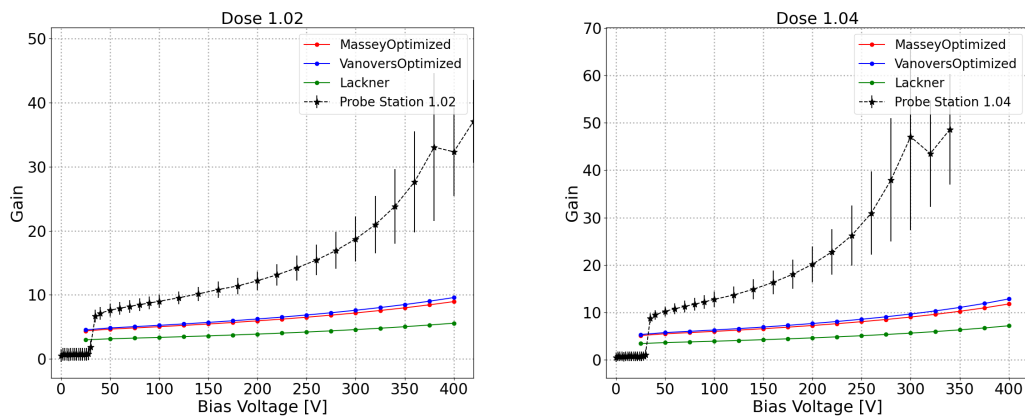 Dose 1.02
Gain
50
40
30
20
10
0
0 50 100 150 200 250 300 350 400
Bias Voltage [V]
MasseyOptimized
VanoversOptimized
Lackner
Probe Station 1.02
Dose 1.04
Gain
70
60
50
40
30
20
10
0
0 50 100 150 200 250 300 350 400
Bias Voltage [V]
MasseyOptimized
VanoversOptimized
Lackner
Probe Station 1.04